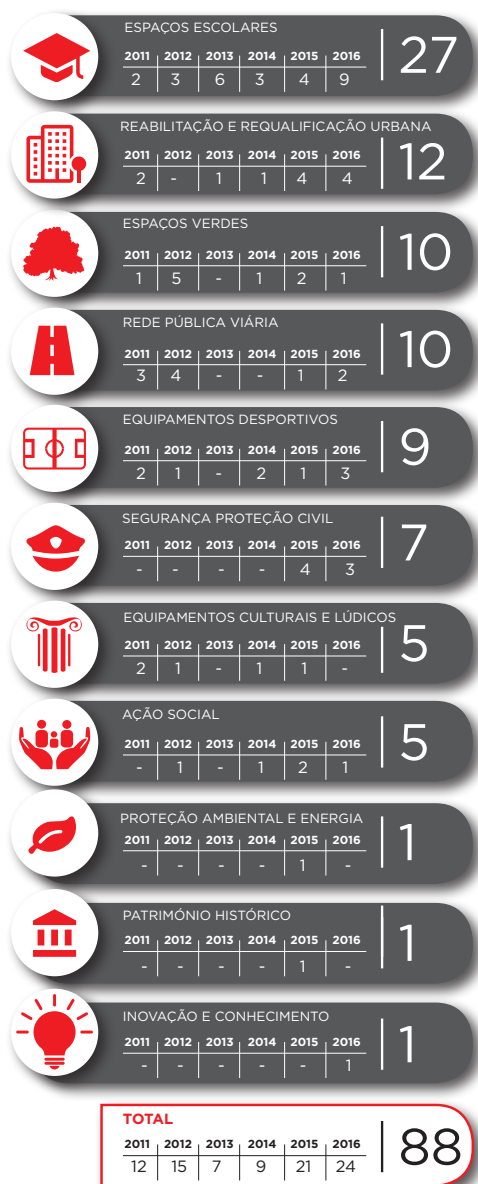 ESPAÇOS ESCOLARES
2011 2012 2013 2014 2015 2016
2 3 6 3 4 9
27
REABILITAÇÃO E REQUALIFICAÇÃO URBANA
2011 2012 2013 2014 2015 2016
2 - 1 1 4 4
12
ESPAÇOS VERDES
2011 2012 2013 2014 2015 2016
1 5 - 1 2 1
10
REDE PÚBLICA VIÁRIA
2011 2012 2013 2014 2015 2016
3 4 - - 1 2
10
EQUIPAMENTOS DESPORTIVOS
2011 2012 2013 2014 2015 2016
2 1 - 2 1 3
9
SEGURANÇA PROTEÇÃO CIVIL
2011 2012 2013 2014 2015 2016
- - - - 4 3
7
EQUIPAMENTOS CULTURAIS E LÚDICOS
2011 2012 2013 2014 2015 2016
2 1 - 1 1 -
5
AÇÃO SOCIAL
2011 2012 2013 2014 2015 2016
- 1 - 1 2 1
5
PROTEÇÃO AMBIENTAL E ENERGIA
2011 2012 2013 2014 2015 2016
- - - - 1 -
1
PATRIMÓNIO HISTÓRICO
2011 2012 2013 2014 2015 2016
- - - - 1 -
1
INOVAÇÃO E CONHECIMENTO
2011 2012 2013 2014 2015 2016
- - - - - 1
1
TOTAL
2011 2012 2013 2014 2015 2016
12 15 7 9 21 24
88